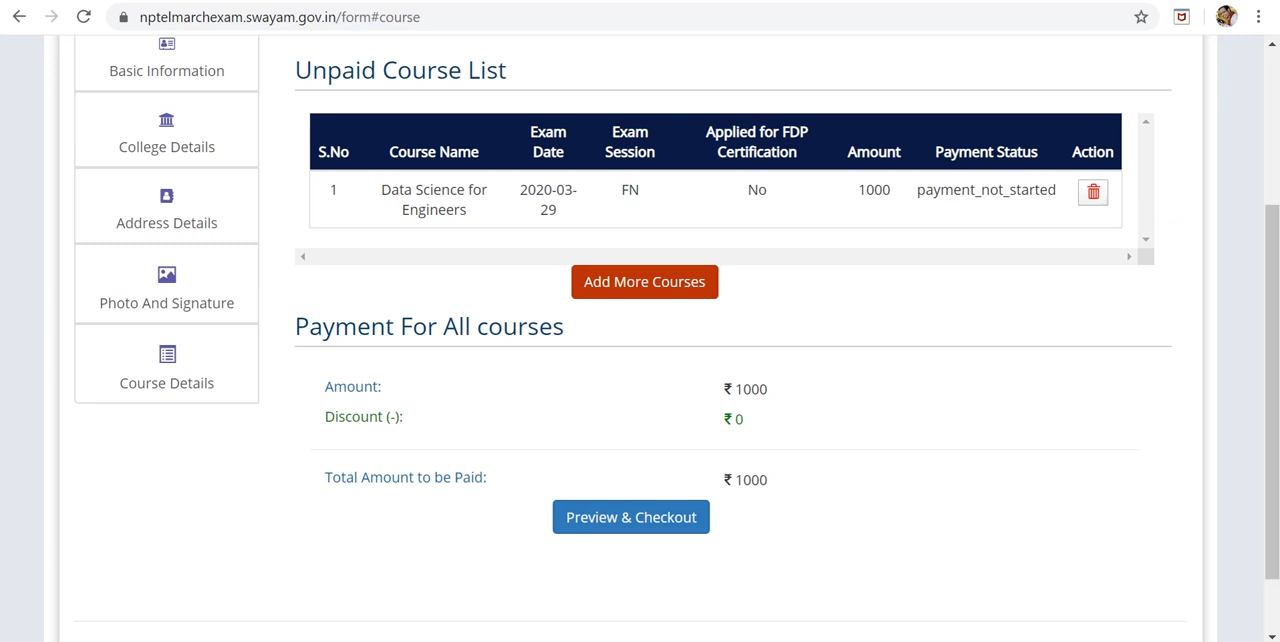 nptelmarchexam.swayam.gov.in/form#course
Basic Information
College Details
Address Details
Photo And Signature
Course Details
Unpaid Course List
S.No Course Name Exam Date Exam Session Applied for FDP Certification Amount Payment Status Action
1 Data Science for Engineers 2020-03-29 FN No 1000 payment_not_started
Add More Courses
Payment For All courses
Amount: ₹ 1000
Discount (-): ₹ 0
Total Amount to be Paid: ₹ 1000
Preview & Checkout